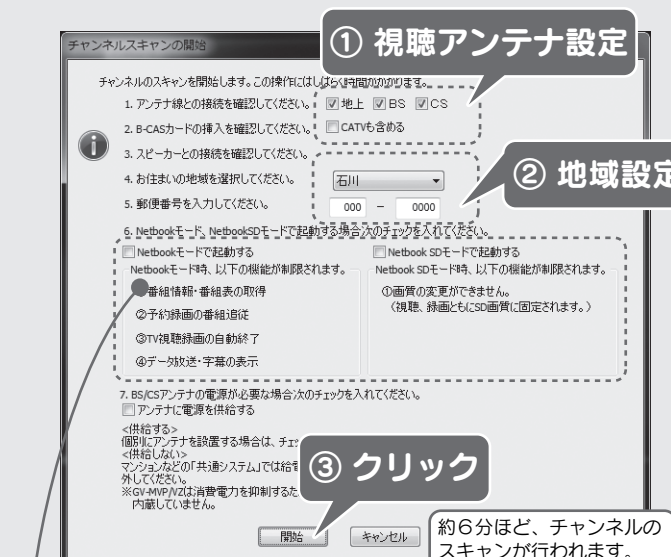 チャンネルスキャンの開始
① 視聴アンテナ設定
チャンネルのスキャンを開始します。この操作にはしばらく時間がかかります。
1. アンテナ線との接続を確認してください。 地上 BS CS
2. B-CASカードの挿入を確認してください。 CATVも含める
3. スピーカーとの接続を確認してください。
② 地域設定
4. お住まいの地域を選択してください。 石川
5. 郵便番号を入力してください。 000 - 0000
6. Netbookモード、NetbookSDモードで起動する場合次のチェックを入れてください。
Netbookモードで起動する
Netbookモード時、以下の機能が制限されます。
番組情報・番組表の取得
②予約録画の番組追従
③TV視聴録画の自動終了
④データ放送・字幕の表示
Netbook SDモードで起動する
Netbook SDモード時、以下の機能が制限されます。
①画質の変更ができません。
(視聴、録画ともにSD画質に固定されます。)
7. BS/CSアンテナの電源が必要な場合次のチェックを入れてください。
アンテナに電源を供給する
<供給する>
個別にアンテナを設置する場合は、チェッ
<供給しない>
マンションなどの「共通システム」では給電
外してください。
※GV-MVP/VZは消費電力を抑制するた
内蔵していません。
③ クリック
開始 キャンセル
約6分ほど、チャンネルの
スキャンが行われます。